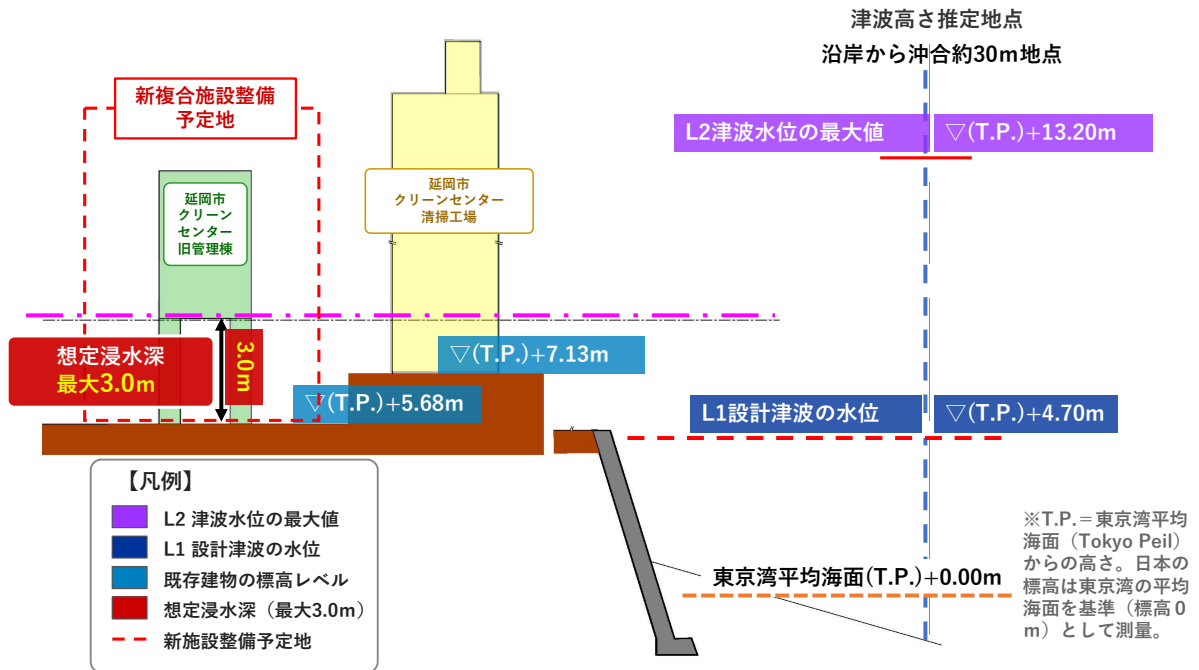 津波高さ推定地点
沿岸から沖合約30m地点
新複合施設整備
予定地
L2津波水位の最大値
▽(T.P.)+13.20m
延岡市
クリーン
センター
旧管理棟
延岡市
クリーンセンター
清掃工場
想定浸水深
最大3.0m
3.0m
▽(T.P.)+7.13m
▽(T.P.)+5.68m
L1設計津波の水位
▽(T.P.)+4.70m
【凡例】
L2 津波水位の最大値
L1 設計津波の水位
既存建物の標高レベル
想定浸水深（最大3.0m）
新施設整備予定地
東京湾平均海面(T.P.)+0.00m
※T.P.＝東京湾平均
海面（Tokyo Peil）
からの高さ。日本の
標高は東京湾の平均
海面を基準（標高０
ｍ）として測量。